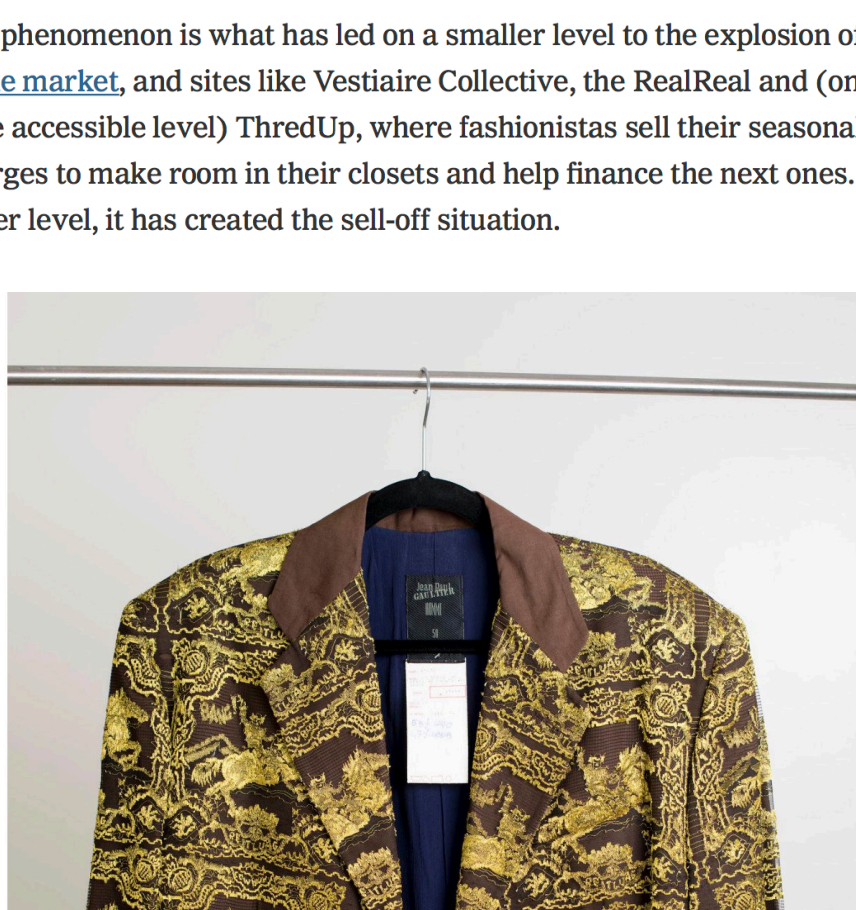 phenomenon is what has led on a smaller level to the explosion
e market, and sites like Vestiaire Collective, the RealReal and (on
accessible level) ThredUp, where fashionistas sell their seasonal
rges to make room in their closets and help finance the next ones.
er level, it has created the sell-off situation.
Jean Paul
GAULTIER
50